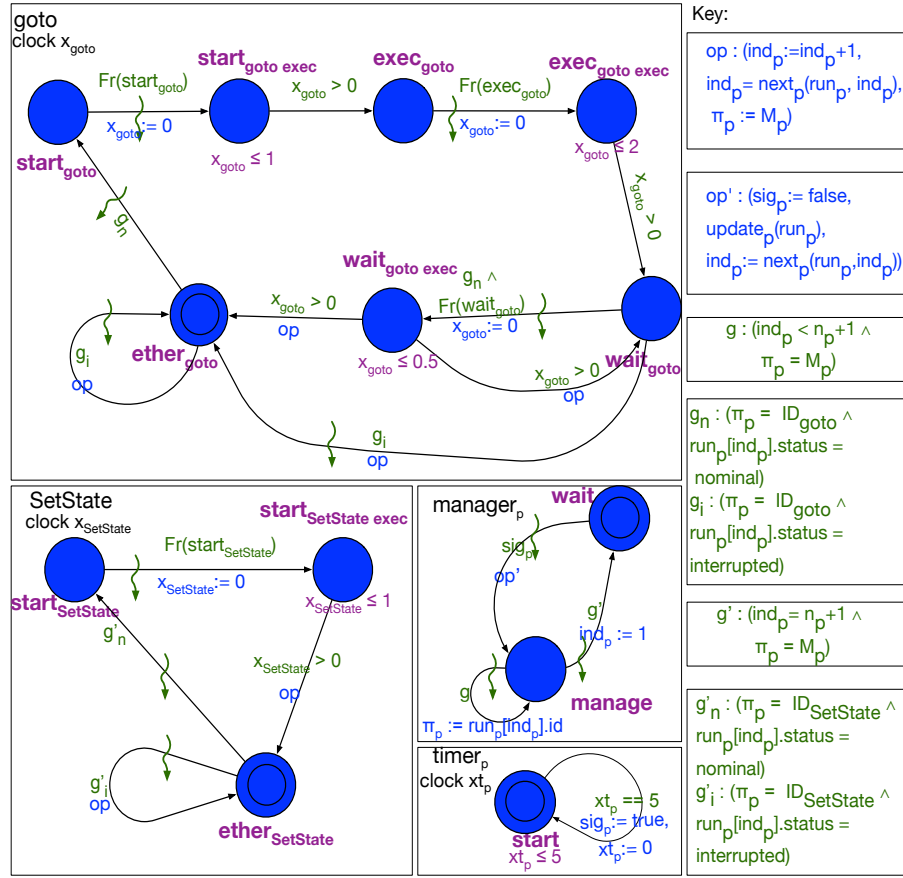 goto
clock x_goto
Fr(start_goto)
x_goto := 0
start_goto
start_goto exec
x_goto ≤ 1
x_goto > 0
exec_goto
Fr(exec_goto)
x_goto := 0
exec_goto exec
x_goto ≤ 2
x_goto > 0
g_n
wait_goto exec
g_n ∧
Fr(wait_goto)
x_goto := 0
x_goto > 0
op
x_goto ≤ 0.5
x_goto > 0
op
wait_goto
ether_goto
g_i
op
g_i
op
SetState
clock x_SetState
Fr(start_SetState)
x_SetState := 0
start_SetState
start_SetState exec
x_SetState ≤ 1
g'_n
x_SetState > 0
op
g'_i
op
ether_SetState
manager_p
wait
sig_p
op'
g'
ind_p := 1
g
manage
π_p := run_p[ind_p].id
timer_p
clock xt_p
xt_p == 5
sig_p := true,
xt_p := 0
start
xt_p ≤ 5
Key:
op : (ind_p:=ind_p+1,
ind_p= next_p(run_p, ind_p),
π_p := M_p)
op' : (sig_p:= false,
update_p(run_p),
ind_p:= next_p(run_p,ind_p))
g : (ind_p < n_p+1 ∧
π_p = M_p)
g_n : (π_p = ID_goto ∧
run_p[ind_p].status =
nominal)
g_i : (π_p = ID_goto ∧
run_p[ind_p].status =
interrupted)
g' : (ind_p= n_p+1 ∧
π_p = M_p)
g'_n : (π_p = ID_SetState ∧
run_p[ind_p].status =
nominal)
g'_i : (π_p = ID_SetState ∧
run_p[ind_p].status =
interrupted)